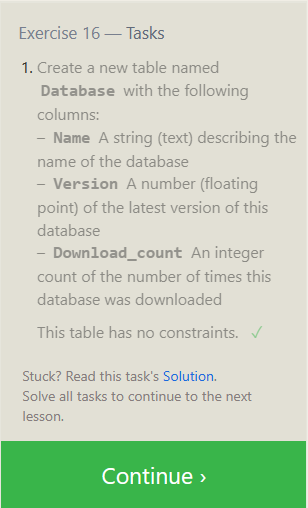 Exercise 16 — Tasks
1. Create a new table named
Database with the following
columns:
– Name A string (text) describing the
name of the database
– Version A number (floating
point) of the latest version of this
database
– Download_count An integer
count of the number of times this
database was downloaded
This table has no constraints. ✓
Stuck? Read this task's Solution.
Solve all tasks to continue to the next
lesson.
Continue ›